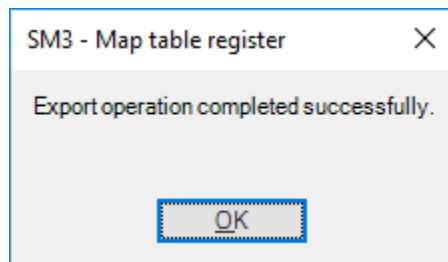 SM3 - Map table register
Export operation completed successfully.
OK